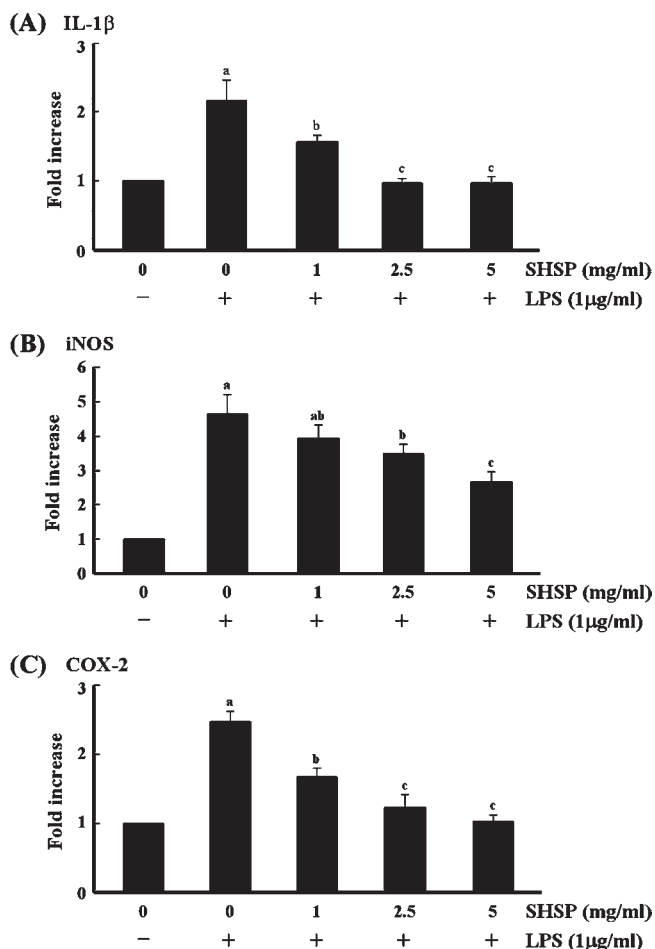 (A) IL-1β
3
a
2
b
c
c
1
0
Fold increase
0 0 1 2.5 5 SHSP (mg/ml)
− + + + + LPS (1μg/ml)
(B) iNOS
6
a
5
ab
4
b
c
3
2
1
0
Fold increase
0 0 1 2.5 5 SHSP (mg/ml)
− + + + + LPS (1μg/ml)
(C) COX-2
3
a
2
b
c
c
1
0
Fold increase
0 0 1 2.5 5 SHSP (mg/ml)
− + + + + LPS (1μg/ml)